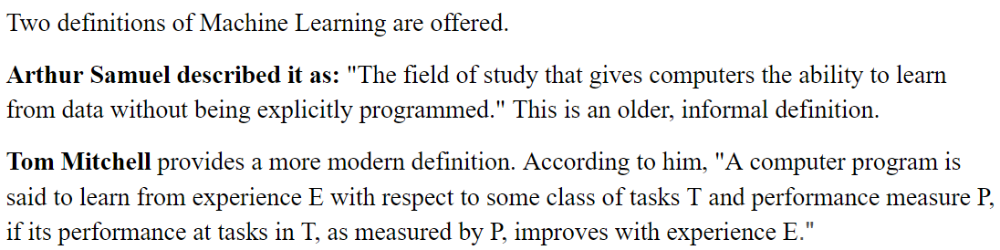 Two definitions of Machine Learning are offered.
Arthur Samuel described it as: "The field of study that gives computers the ability to learn
from data without being explicitly programmed." This is an older, informal definition.
Tom Mitchell provides a more modern definition. According to him, "A computer program is
said to learn from experience E with respect to some class of tasks T and performance measure P,
if its performance at tasks in T, as measured by P, improves with experience E."